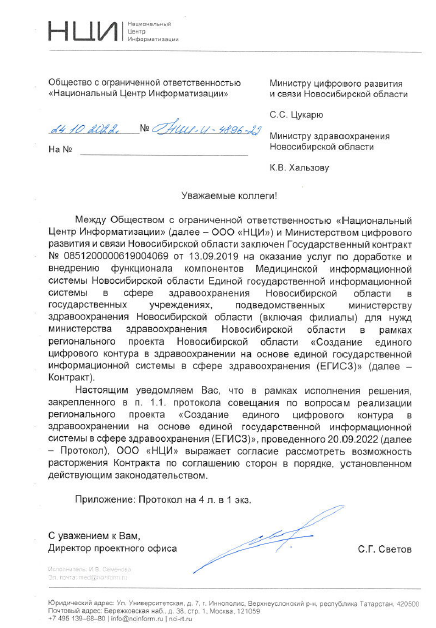 НЦИ
Национальный
Центр
Информатизации
Общество с ограниченной ответственностью
«Национальный Центр Информатизации»
24.10.2022. №
На №
Министру цифрового развития
и связи Новосибирской области
С.С. Цукарю
Министру здравоохранения
Новосибирской области
К.В. Хальзову
Уважаемые коллеги!
Между Обществом с ограниченной ответственностью «Национальный
Центр Информатизации» (далее – ООО «НЦИ») и Министерством цифрового
развития и связи Новосибирской области заключен Государственный контракт
№ 0851200000619004069 от 13.09.2019 на оказание услуг по доработке и
внедрению функционала компонентов Медицинской информационной
системы Новосибирской области Единой государственной информационной
системы в сфере здравоохранения Новосибирской области в
государственных учреждениях, подведомственных министерству
здравоохранения Новосибирской области (включая филиалы) для нужд
министерства здравоохранения Новосибирской области в рамках
регионального проекта Новосибирской области «Создание единого
цифрового контура в здравоохранении на основе единой государственной
информационной системы в сфере здравоохранения (ЕГИСЗ)» (далее –
Контракт).
Настоящим уведомляем Вас, что в рамках исполнения решения,
закрепленного в п. 1.1. протокола совещания по вопросам реализации
регионального проекта «Создание единого цифрового контура в
здравоохранении на основе единой государственной информационной
системы в сфере здравоохранения (ЕГИСЗ)», проведенного 20.09.2022 (далее
– Протокол), ООО «НЦИ» выражает согласие рассмотреть возможность
расторжения Контракта по соглашению сторон в порядке, установленном
действующим законодательством.
Приложение: Протокол на 4 л. в 1 экз.
С уважением к Вам,
Директор проектного офиса
С.Г. Светов
Юридический адрес: Ул. Университетская, д. 7, г. Иннополис, Верхнеуслонский р-н, республика Татарстан, 420500
Почтовый адрес: Бережковская наб., д. 38, стр. 1, Москва, 121059
+7 495 139–68–80 | info@ncinform.ru | nci-rt.ru